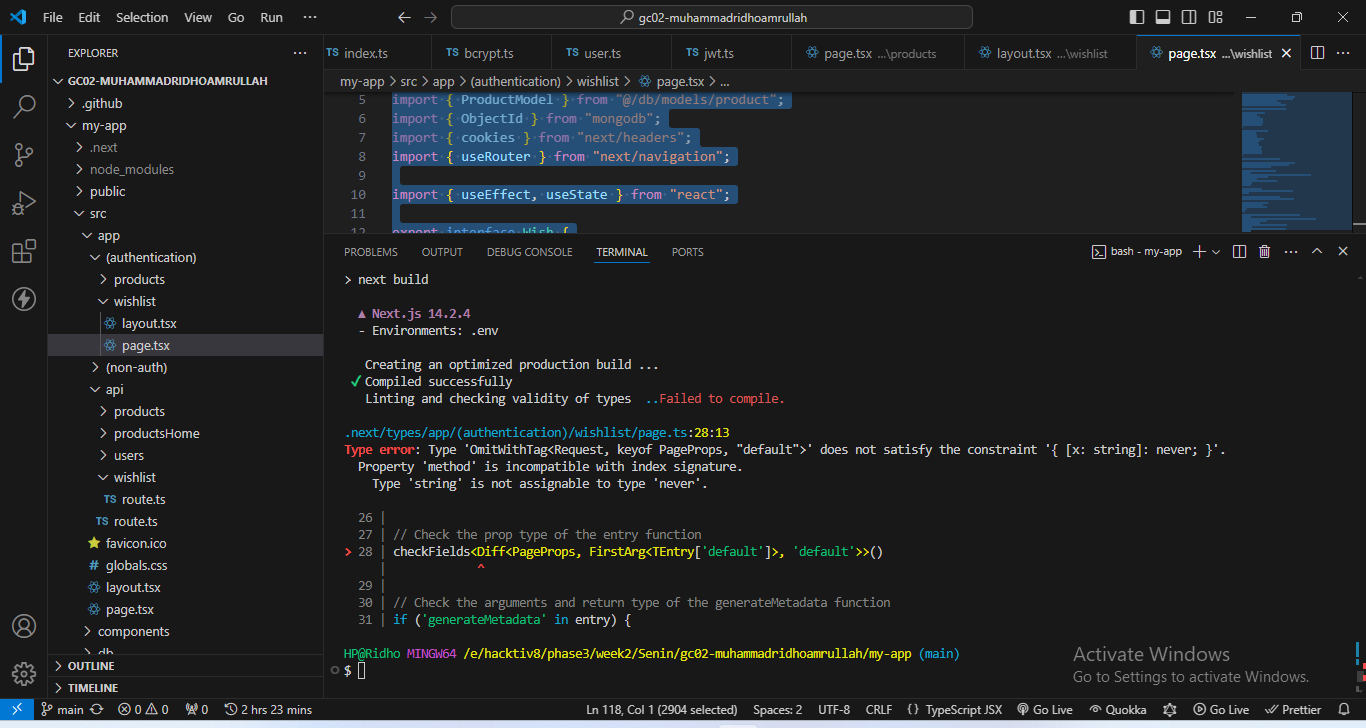 File Edit Selection View Go Run ··· gc02-muhammadridhoamrullah
EXPLORER ···
GC02-MUHAMMADRIDHOAMRULLAH
.github
my-app
.next
node_modules
public
src
app
(authentication)
products
wishlist
layout.tsx
page.tsx
(non-auth)
api
products
productsHome
users
wishlist
TS route.ts
TS route.ts
favicon.ico
# globals.css
layout.tsx
page.tsx
components
db
OUTLINE
TIMELINE
TS index.ts TS bcrypt.ts TS user.ts TS jwt.ts page.tsx ...\products layout.tsx ...\wishlist page.tsx ...\wishlist
my-app > src > app > (authentication) > wishlist > page.tsx > ...
5 import { ProductModel } from "@/db/models/product";
6 import { ObjectId } from "mongodb";
7 import { cookies } from "next/headers";
8 import { useRouter } from "next/navigation";
9
10 import { useEffect, useState } from "react";
11
12 export interface Wish {
PROBLEMS OUTPUT DEBUG CONSOLE TERMINAL PORTS bash - my-app
> next build
▲ Next.js 14.2.4
- Environments: .env
Creating an optimized production build ...
✓ Compiled successfully
Linting and checking validity of types ..Failed to compile.
.next/types/app/(authentication)/wishlist/page.ts:28:13
Type error: Type 'OmitWithTag<Request, keyof PageProps, "default">' does not satisfy the constraint '{ [x: string]: never; }'.
Property 'method' is incompatible with index signature.
Type 'string' is not assignable to type 'never'.
26 |
27 | // Check the prop type of the entry function
> 28 | checkFields<Diff<PageProps, FirstArg<TEntry['default']>, 'default'>>()
| ^
29 |
30 | // Check the arguments and return type of the generateMetadata function
31 | if ('generateMetadata' in entry) {
HP@Ridho MINGW64 /e/hacktiv8/phase3/week2/Senin/gc02-muhammadridhoamrullah/my-app (main)
$
Activate Windows
Go to Settings to activate Windows.
main 0 0 0 2 hrs 23 mins Ln 118, Col 1 (2904 selected) Spaces: 2 UTF-8 CRLF {} TypeScript JSX Go Live Quokka Go Live Prettier